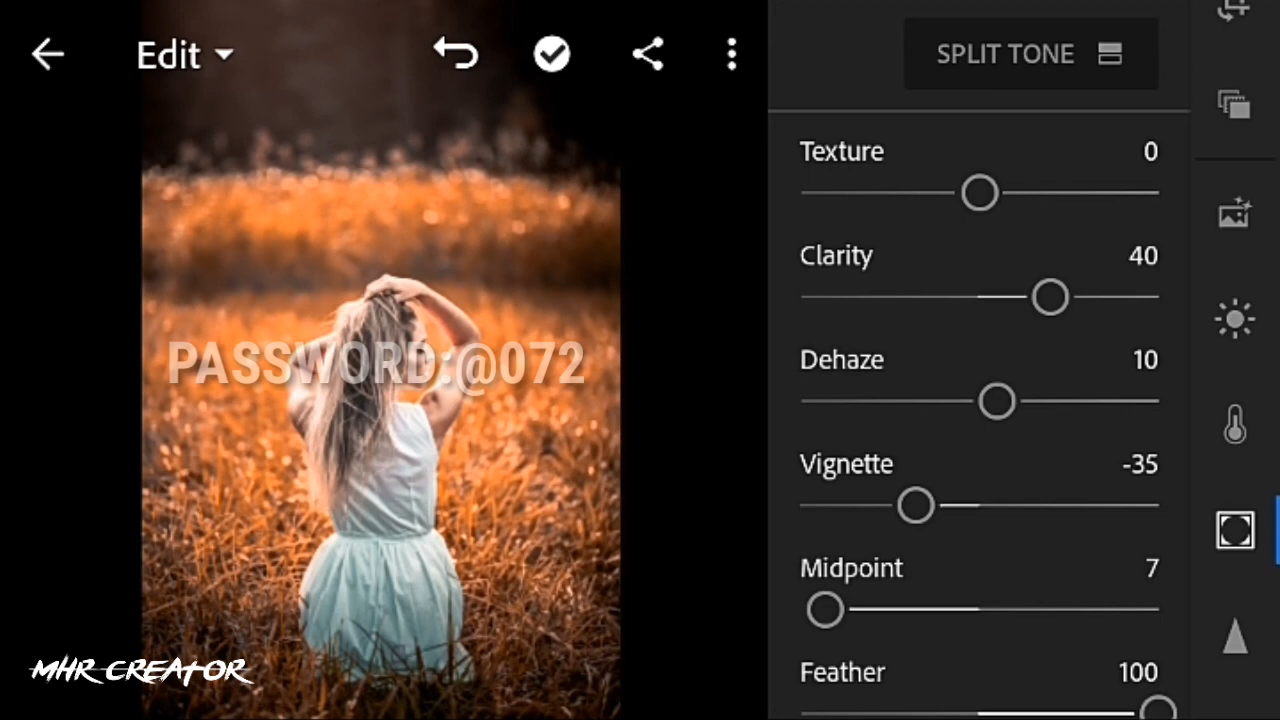 Edit
SPLIT TONE
Texture 0
Clarity 40
Dehaze 10
Vignette -35
Midpoint 7
Feather 100
PASSWORD:@072
MHR CREATOR